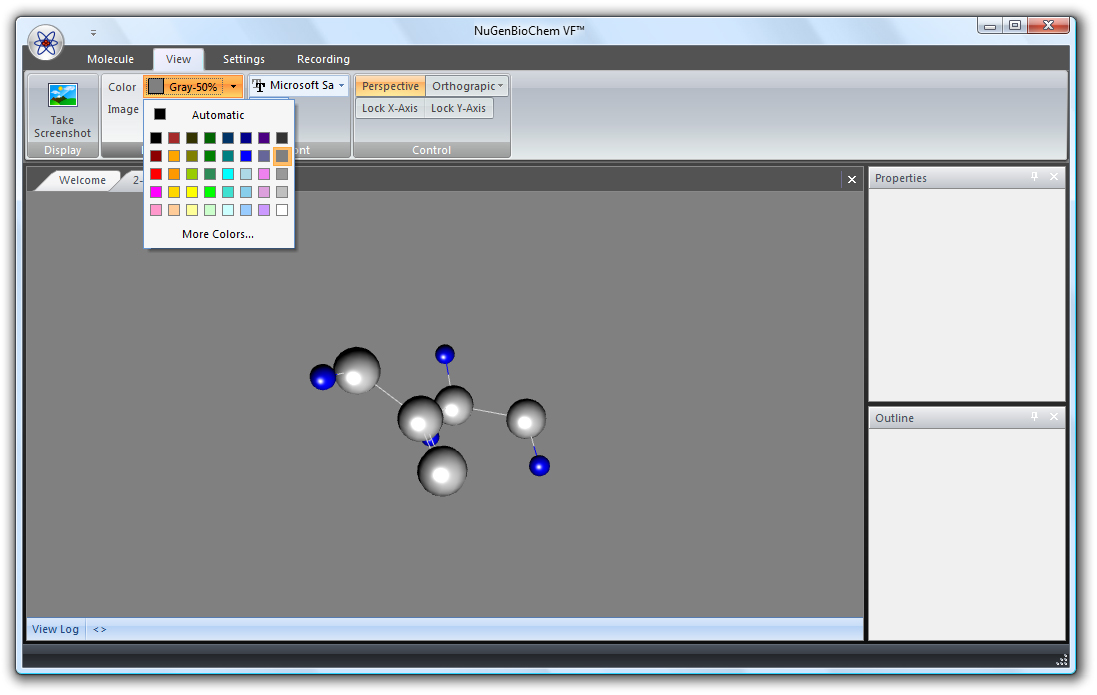 NuGenBioChem VF™
Molecule View Settings Recording
Color Gray-50% Microsoft Sa Perspective Orthograpic
Image Lock X-Axis Lock Y-Axis
Take
Screenshot
Display ont Control
Automatic
More Colors...
Welcome 2-
Properties
Outline
View Log <>